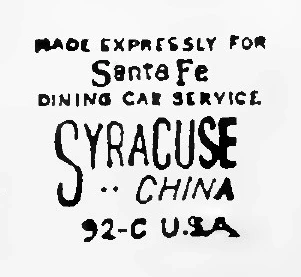 MADE EXPRESSLY FOR
Santa Fe
DINING CAR SERVICE
SYRACUSE
·· CHINA
92-C U.S.A